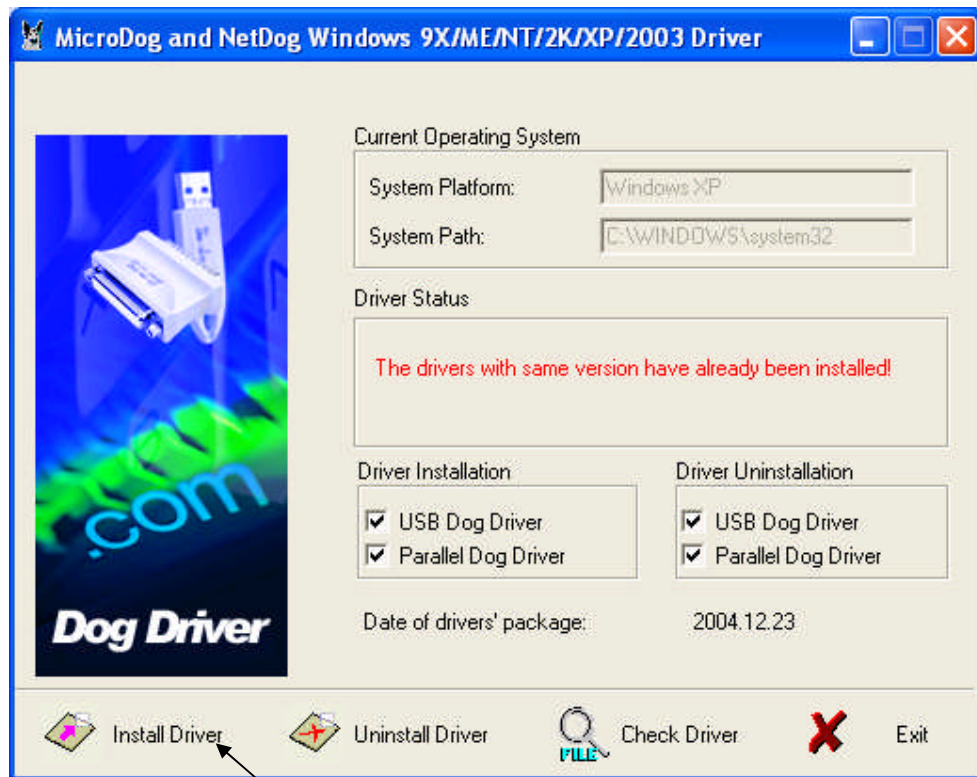 MicroDog and NetDog Windows 9X/ME/NT/2K/XP/2003 Driver
Current Operating System
System Platform: Windows XP
System Path: C:\WINDOWS\system32
Driver Status
The drivers with same version have already been installed!
Driver Installation
USB Dog Driver
Parallel Dog Driver
Driver Uninstallation
USB Dog Driver
Parallel Dog Driver
Date of drivers' package: 2004.12.23
.com
Dog Driver
Install Driver
Uninstall Driver
FILE
Check Driver
Exit